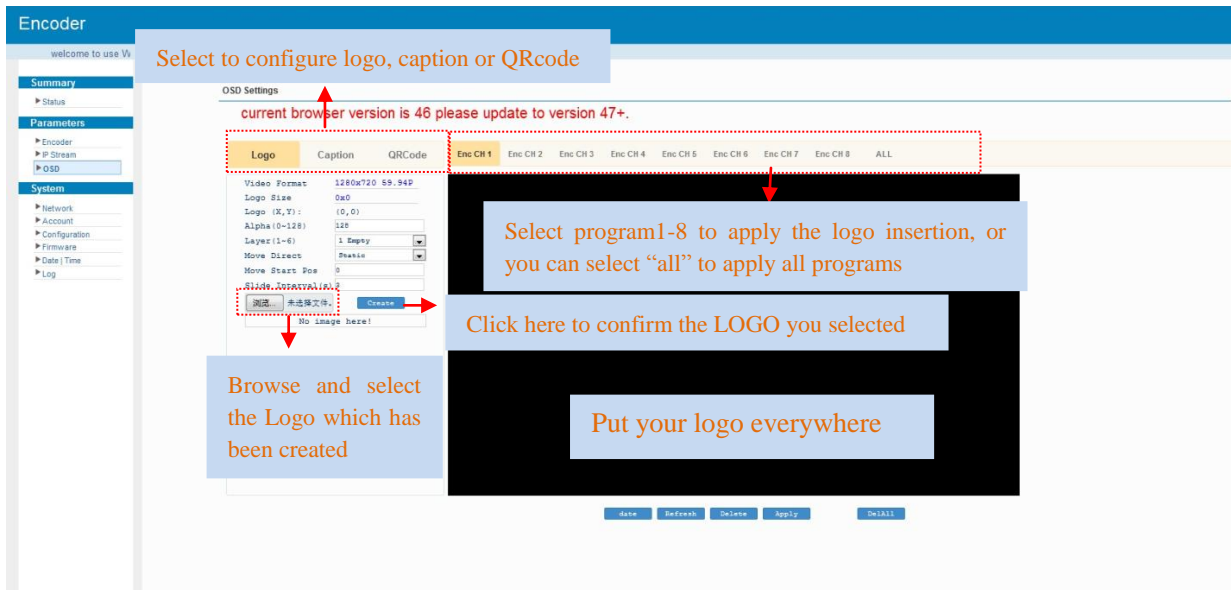 Encoder
welcome to use
Select to configure logo, caption or QRcode
Summary
Status
Parameters
Encoder
IP Stream
OSD
System
Network
Account
Configuration
Firmware
Date | Time
Log
OSD Settings
current browser version is 46 please update to version 47+.
Logo Caption QRCode
Enc CH 1 Enc CH 2 Enc CH 3 Enc CH 4 Enc CH 5 Enc CH 6 Enc CH 7 Enc CH 8 ALL
Video Format 1280x720 59.94P
Logo Size 0x0
Logo (X,Y): (0,0)
Alpha(0-128) 128
Layer(1-6) 1 Empty
Move Direct Static
Move Start Pos 0
Slide Interval(s) 3
浏览… 未选择文件。 Create
No image here!
Select program1-8 to apply the logo insertion, or
you can select “all” to apply all programs
Click here to confirm the LOGO you selected
Browse and select
the Logo which has
been created
Put your logo everywhere
date Refresh Delete Apply DelAll